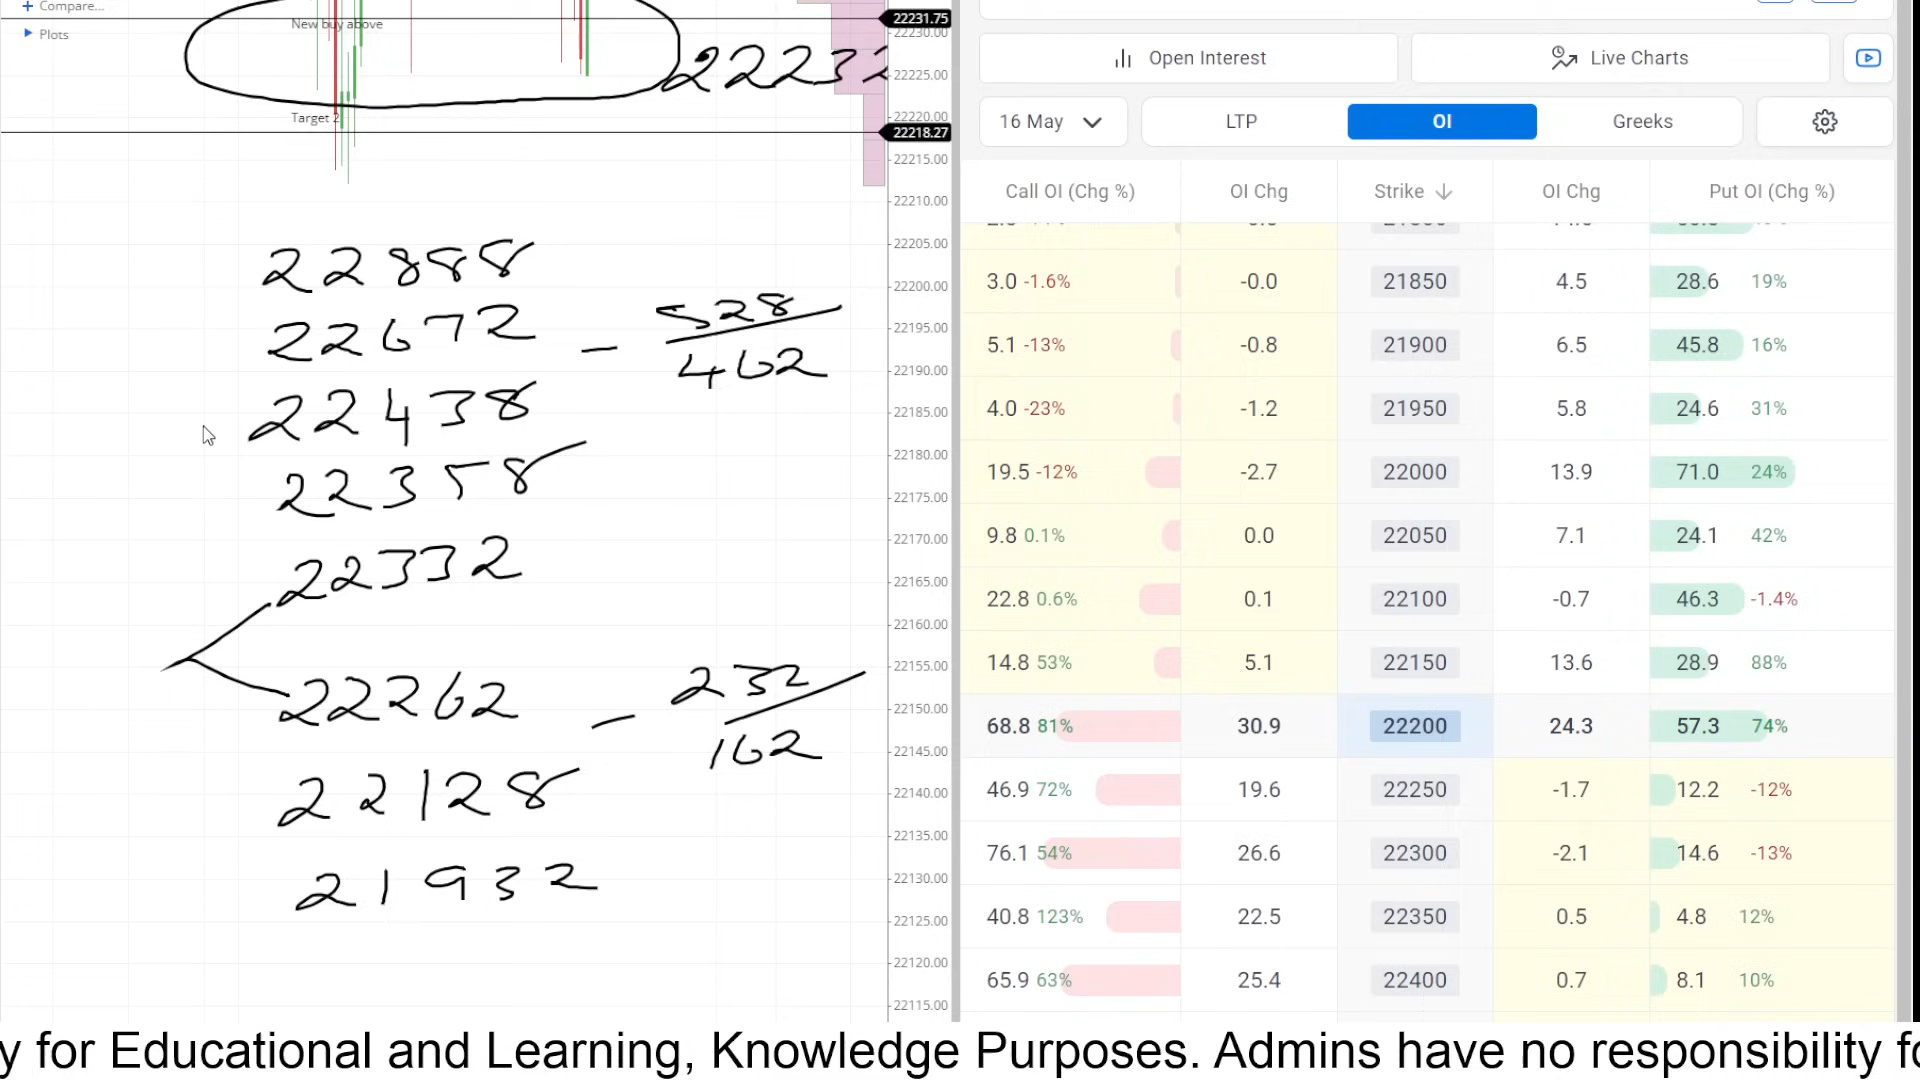 Compare...
Plots
New buy above
Target 2
22231.75
22230.00
22225.00
22220.00
22218.27
22215.00
22210.00
22205.00
22200.00
22195.00
22190.00
22185.00
22180.00
22175.00
22170.00
22165.00
22160.00
22155.00
22150.00
22145.00
22140.00
22135.00
22130.00
22125.00
22120.00
22115.00
22232
22888
22672 - 528
462
22438
22358
22332
22262 - 232
162
22128
21932
Open Interest Live Charts
16 May LTP OI Greeks
Call OI (Chg %) OI Chg Strike OI Chg Put OI (Chg %)
3.0 -1.6% -0.0 21850 4.5 28.6 19%
5.1 -13% -0.8 21900 6.5 45.8 16%
4.0 -23% -1.2 21950 5.8 24.6 31%
19.5 -12% -2.7 22000 13.9 71.0 24%
9.8 0.1% 0.0 22050 7.1 24.1 42%
22.8 0.6% 0.1 22100 -0.7 46.3 -1.4%
14.8 53% 5.1 22150 13.6 28.9 88%
68.8 81% 30.9 22200 24.3 57.3 74%
46.9 72% 19.6 22250 -1.7 12.2 -12%
76.1 54% 26.6 22300 -2.1 14.6 -13%
40.8 123% 22.5 22350 0.5 4.8 12%
65.9 63% 25.4 22400 0.7 8.1 10%
y for Educational and Learning, Knowledge Purposes. Admins have no responsibility fo